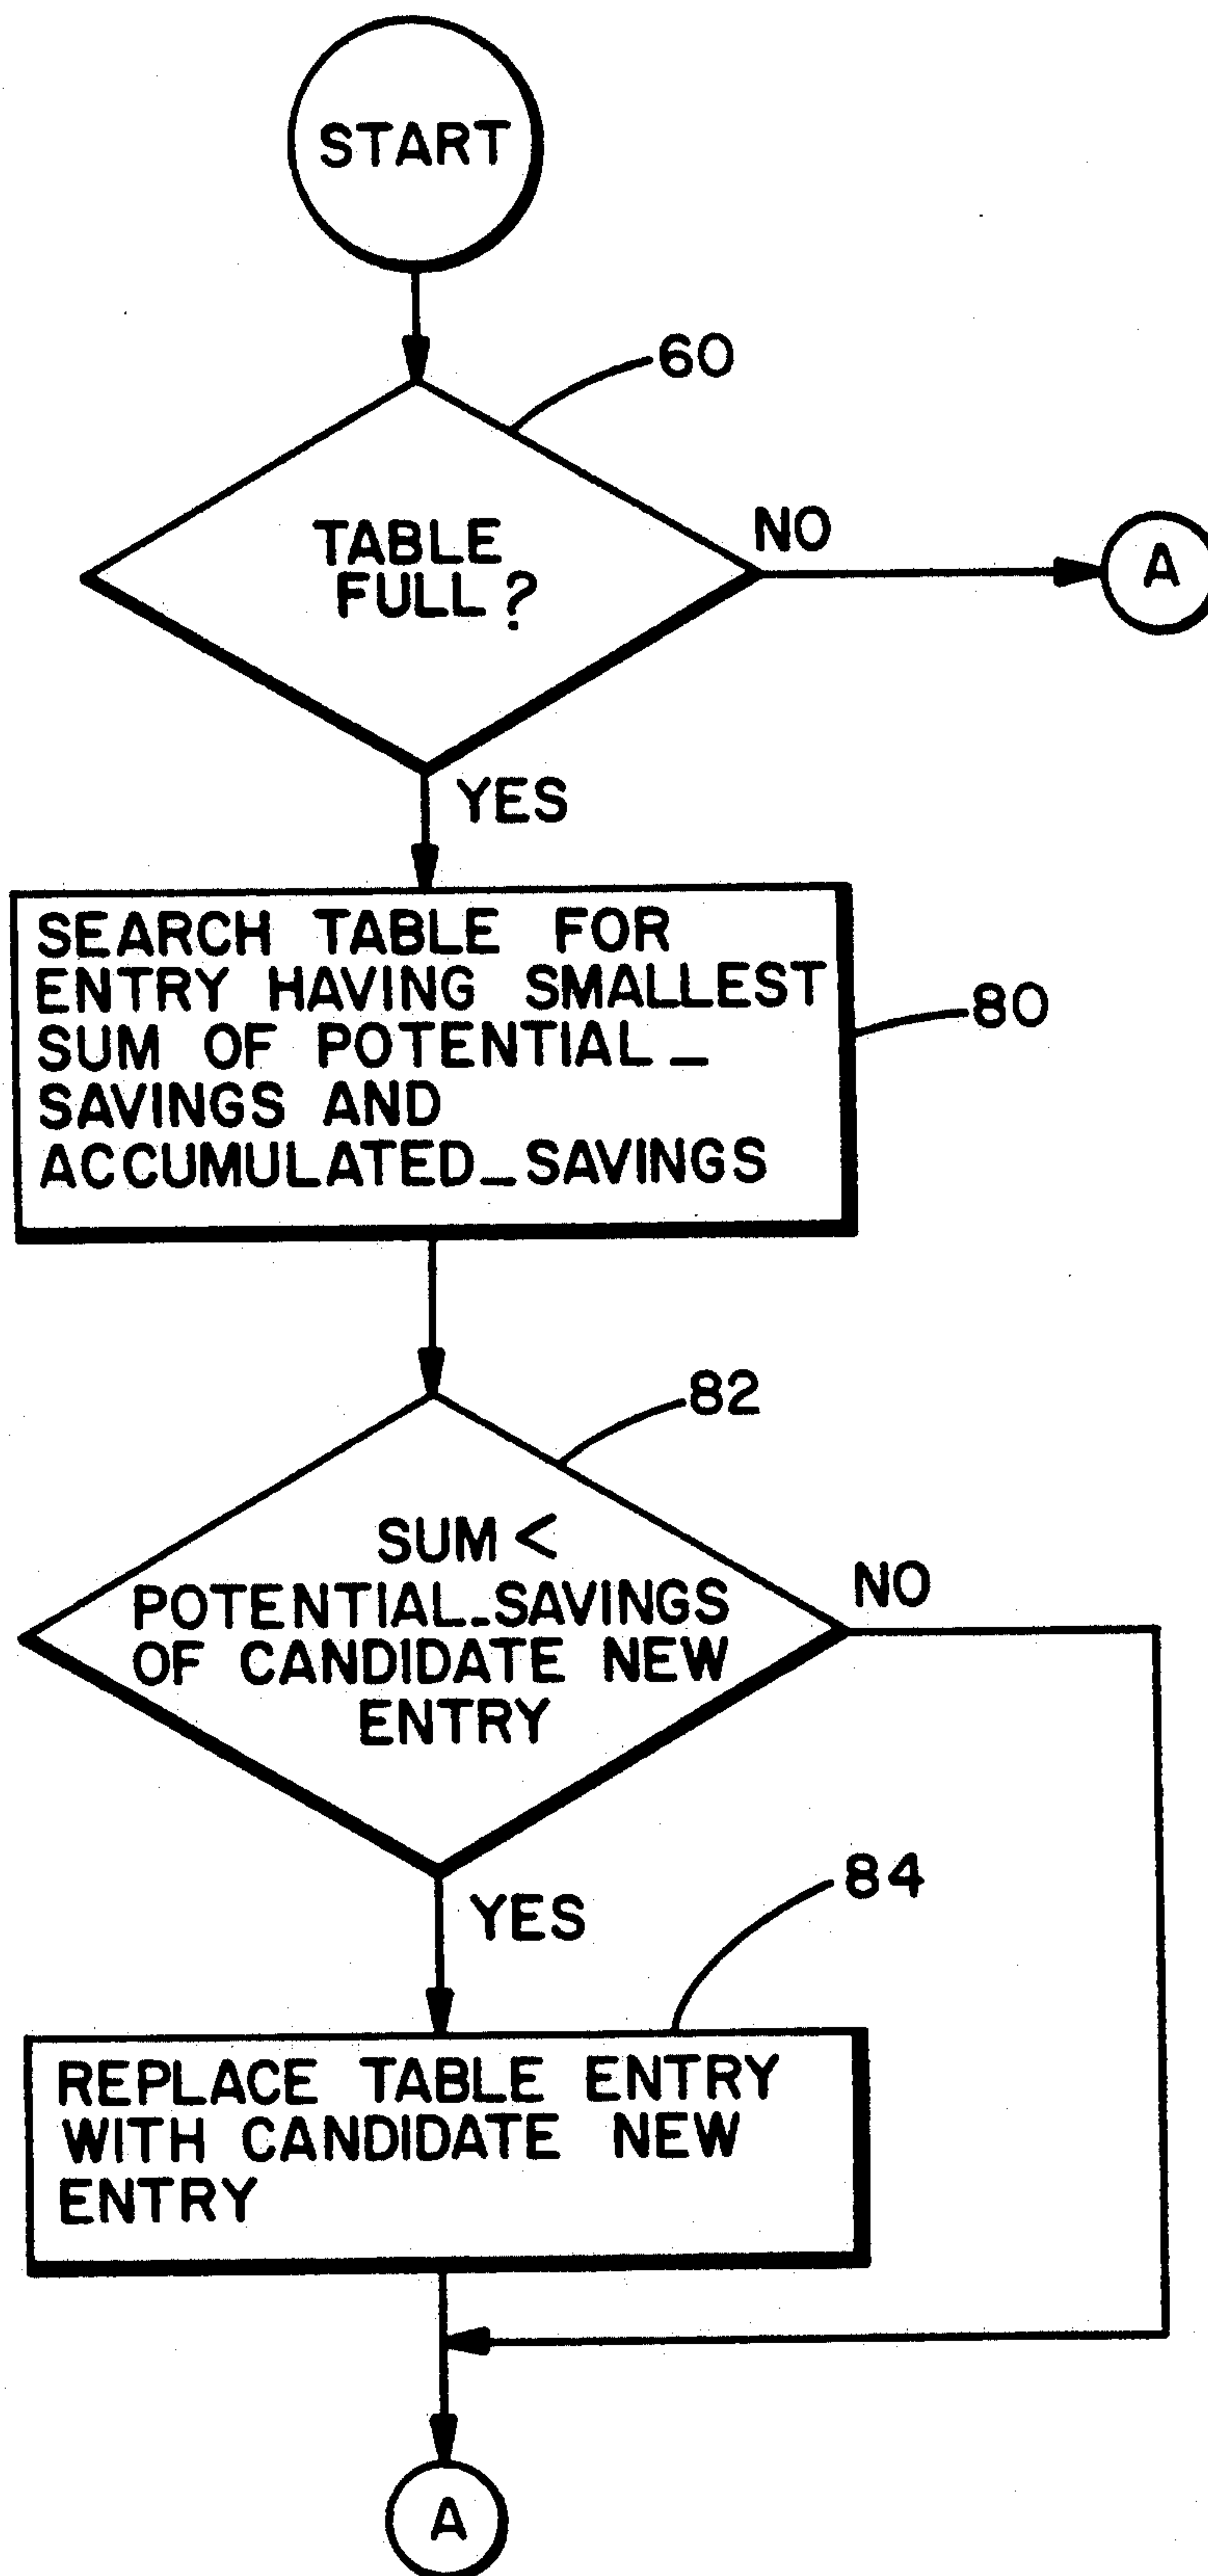 START
60
TABLE
FULL?
NO
A
YES
SEARCH TABLE FOR
ENTRY HAVING SMALLEST
SUM OF POTENTIAL_
SAVINGS AND
ACCUMULATED_SAVINGS
80
82
SUM <
POTENTIAL_SAVINGS
OF CANDIDATE NEW
ENTRY
NO
YES
84
REPLACE TABLE ENTRY
WITH CANDIDATE NEW
ENTRY
A